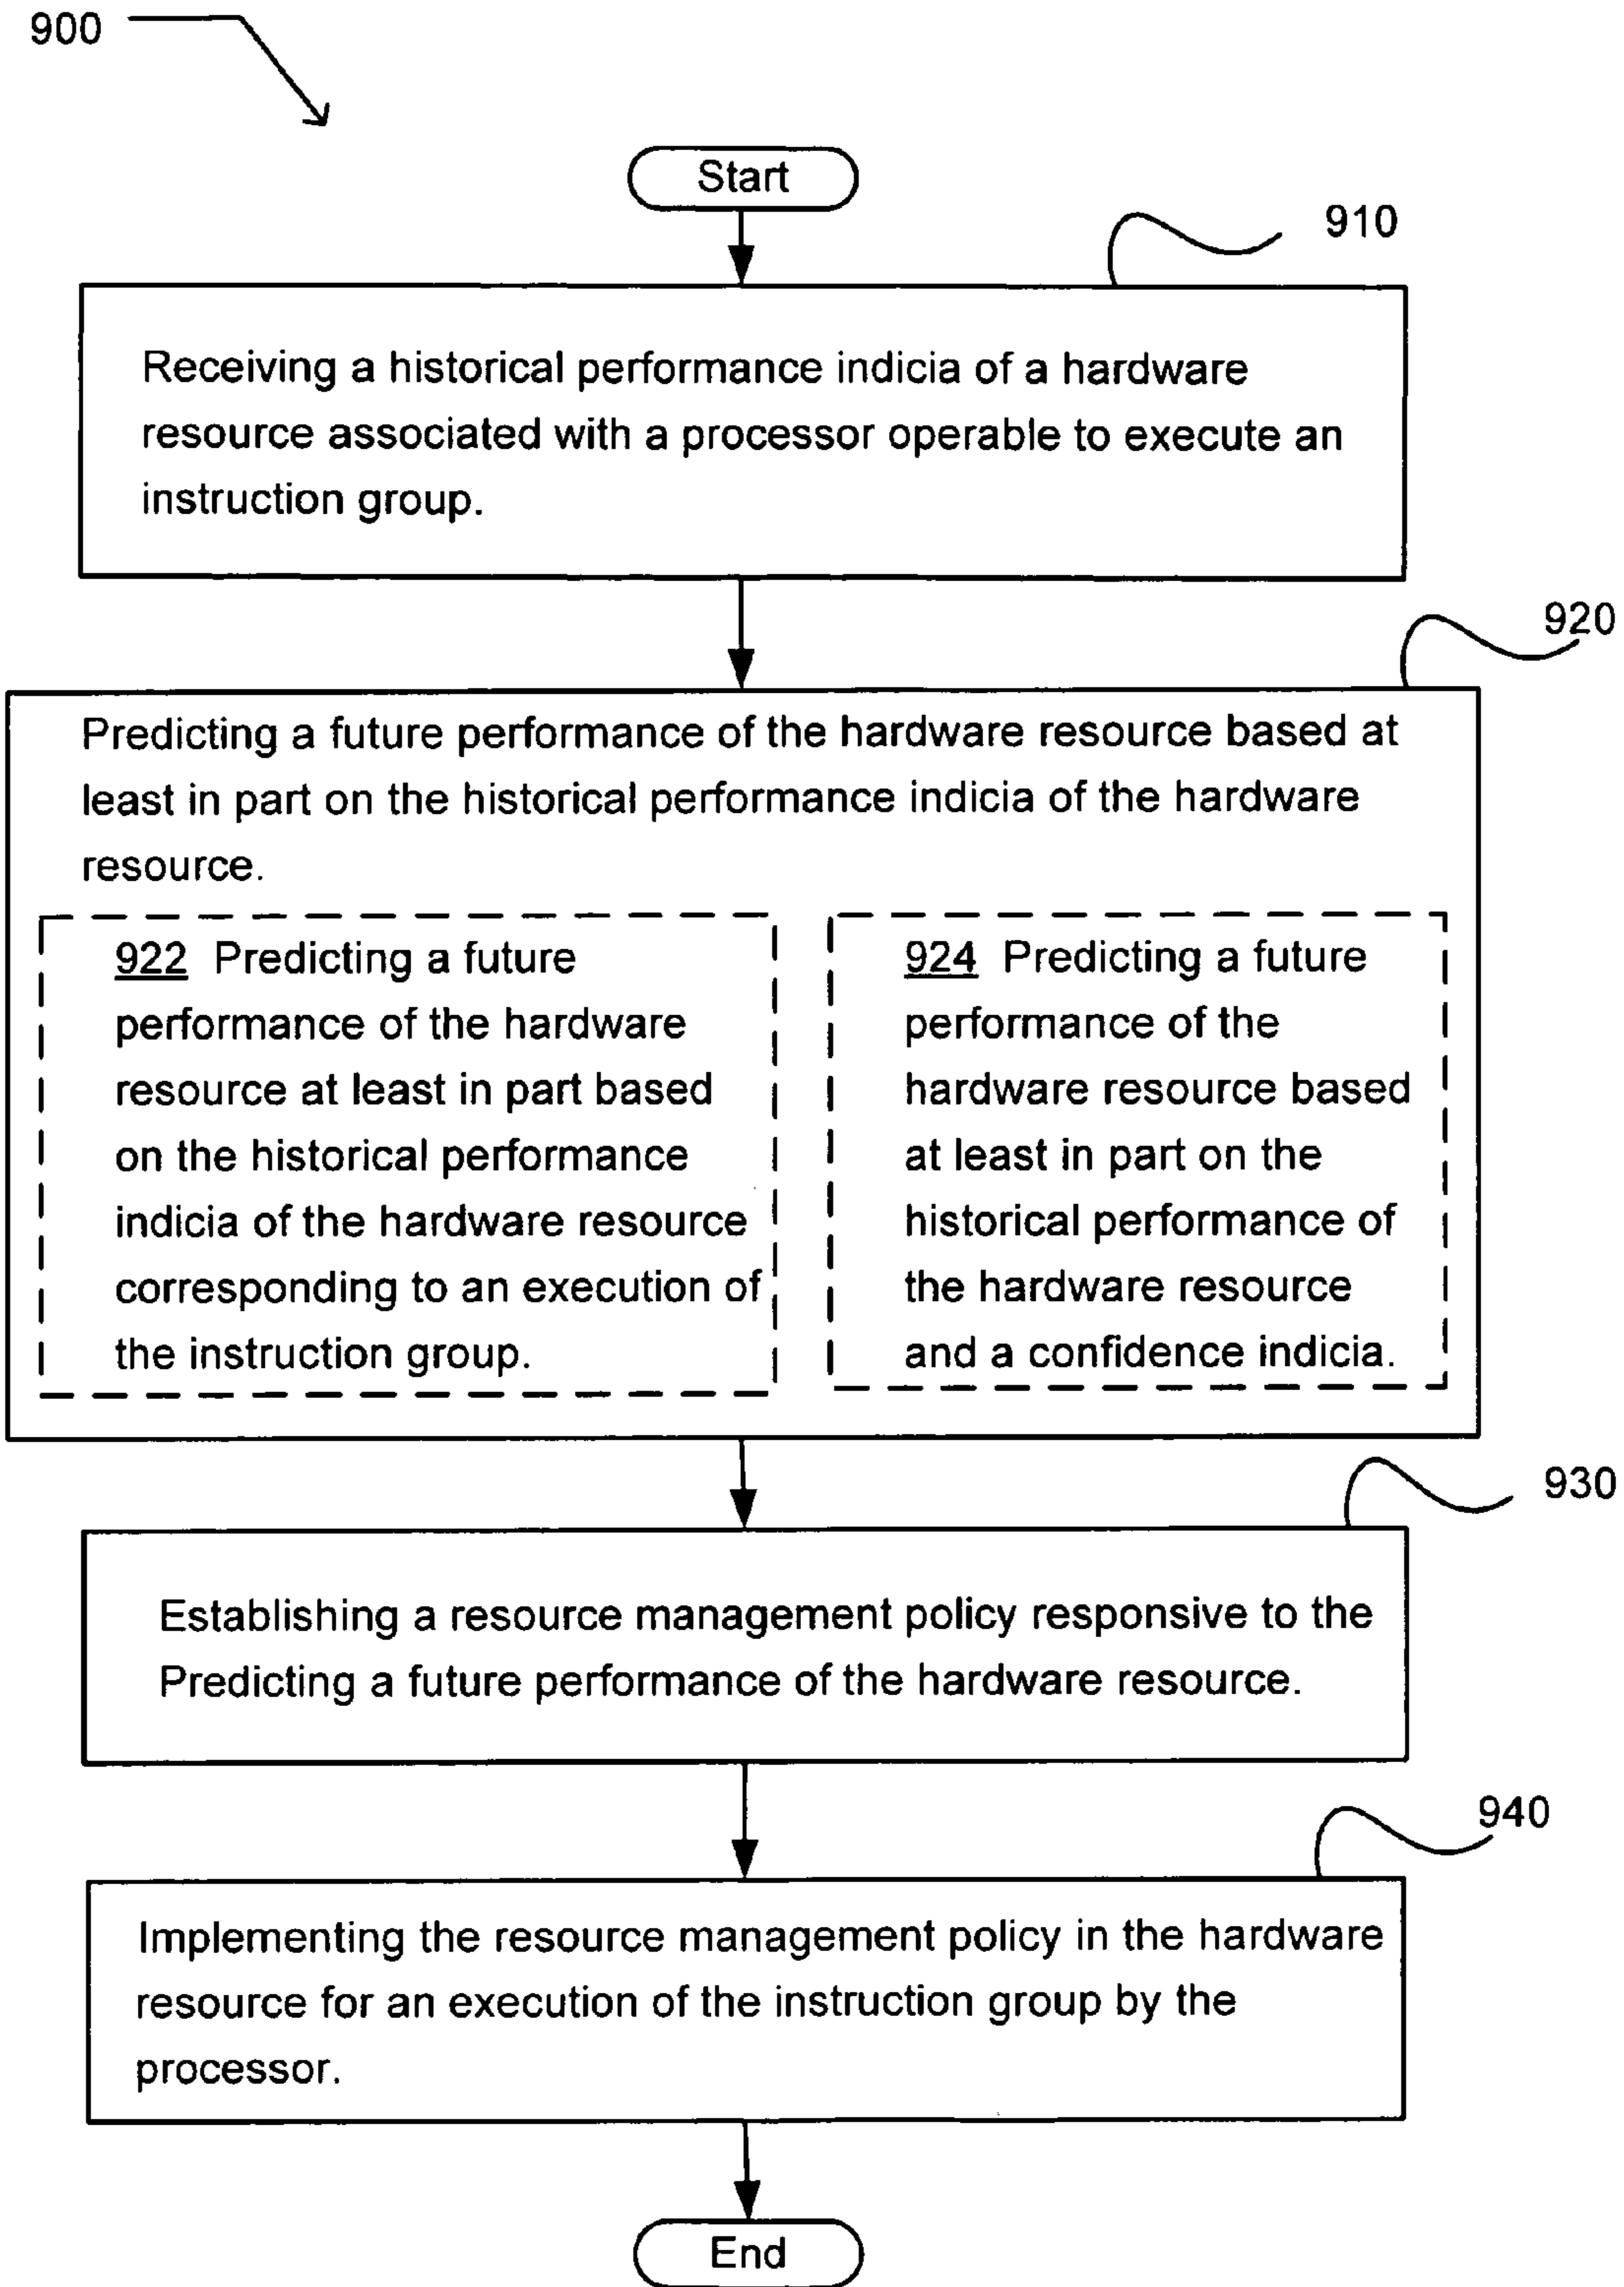 900
Start
910
Receiving a historical performance indicia of a hardware
resource associated with a processor operable to execute an
instruction group.
920
Predicting a future performance of the hardware resource based at
least in part on the historical performance indicia of the hardware
resource.
922 Predicting a future
performance of the hardware
resource at least in part based
on the historical performance
indicia of the hardware resource
corresponding to an execution of
the instruction group.
924 Predicting a future
performance of the
hardware resource based
at least in part on the
historical performance of
the hardware resource
and a confidence indicia.
930
Establishing a resource management policy responsive to the
Predicting a future performance of the hardware resource.
940
Implementing the resource management policy in the hardware
resource for an execution of the instruction group by the
processor.
End